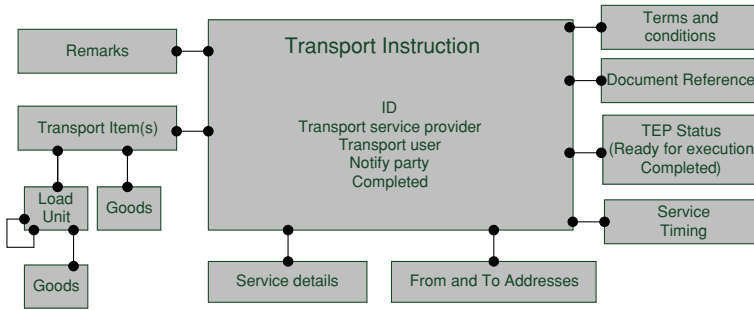 Transport Instruction
ID
Transport service provider
Transport user
Notify party
Completed
Remarks
Transport Item(s)
Load
Unit
Goods
Goods
Service details
From and To Addresses
Terms and
conditions
Document Reference
TEP Status
(Ready for execution
Completed)
Service
Timing